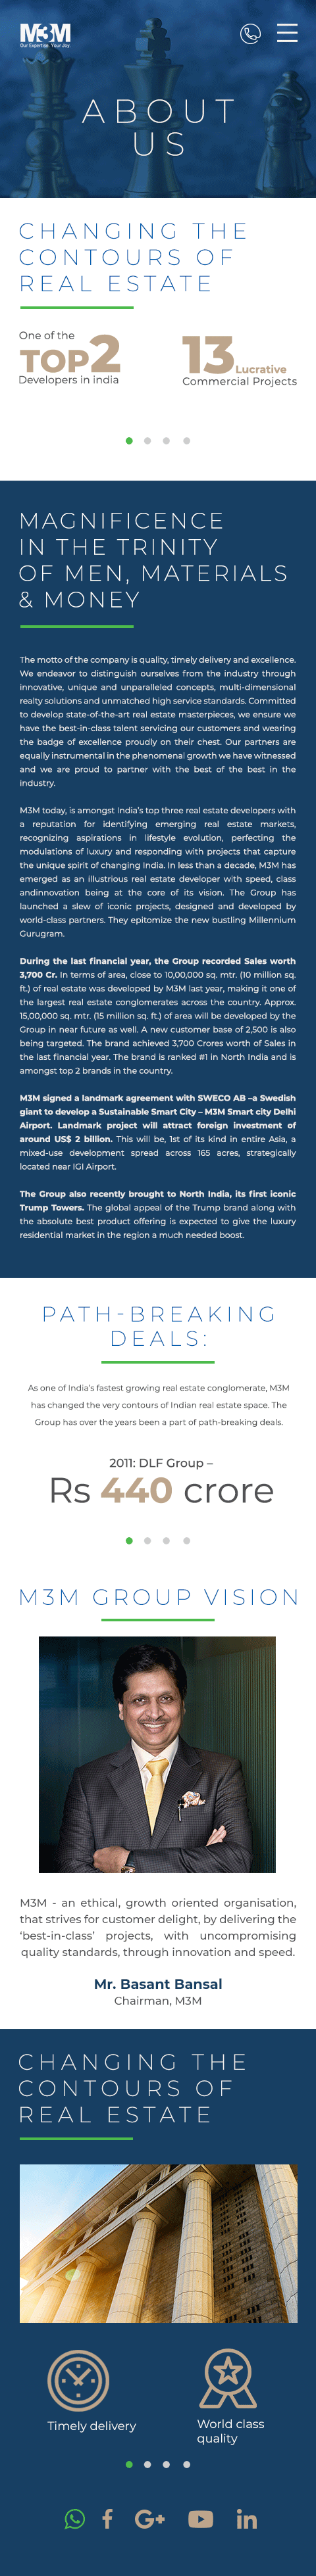 M3M
Our Expertise. Your Joy.
ABOUT
US
CHANGING THE
CONTOURS OF
REAL ESTATE
One of the
TOP2
Developers in india
13 Lucrative
Commercial Projects
MAGNIFICENCE
IN THE TRINITY
OF MEN, MATERIALS
& MONEY
The motto of the company is quality, timely delivery and excellence.
We endeavor to distinguish ourselves from the industry through
innovative, unique and unparalleled concepts, multi-dimensional
realty solutions and unmatched high service standards. Committed
to develop state-of-the-art real estate masterpieces, we ensure we
have the best-in-class talent servicing our customers and wearing
the badge of excellence proudly on their chest. Our partners are
equally instrumental in the phenomenal growth we have witnessed
and we are proud to partner with the best of the best in the
industry.
M3M today, is amongst India's top three real estate developers with
a reputation for identifying emerging real estate markets,
recognizing aspirations in lifestyle evolution, perfecting the
modulations of luxury and responding with projects that capture
the unique spirit of changing India. In less than a decade, M3M has
emerged as an illustrious real estate developer with speed, class
andinnovation being at the core of its vision. The Group has
launched a slew of iconic projects, designed and developed by
world-class partners. They epitomize the new bustling Millennium
Gurugram.
During the last financial year, the Group recorded Sales worth
3,700 Cr. In terms of area, close to 10,00,000 sq. mtr. (10 million sq.
ft.) of real estate was developed by M3M last year, making it one of
the largest real estate conglomerates across the country. Approx.
15,00,000 sq. mtr. (15 million sq. ft.) of area will be developed by the
Group in near future as well. A new customer base of 2,500 is also
being targeted. The brand achieved 3,700 Crores worth of Sales in
the last financial year. The brand is ranked #1 in North India and is
amongst top 2 brands in the country.
M3M signed a landmark agreement with SWECO AB –a Swedish
giant to develop a Sustainable Smart City – M3M Smart city Delhi
Airport. Landmark project will attract foreign investment of
around US$ 2 billion. This will be, 1st of its kind in entire Asia, a
mixed-use development spread across 165 acres, strategically
located near IGI Airport.
The Group also recently brought to North India, its first iconic
Trump Towers. The global appeal of the Trump brand along with
the absolute best product offering is expected to give the luxury
residential market in the region a much needed boost.
PATH-BREAKING
DEALS:
As one of India's fastest growing real estate conglomerate, M3M
has changed the very contours of Indian real estate space. The
Group has over the years been a part of path-breaking deals.
2011: DLF Group –
Rs 440 crore
M3M GROUP VISION
M3M - an ethical, growth oriented organisation,
that strives for customer delight, by delivering the
‘best-in-class’ projects, with uncompromising
quality standards, through innovation and speed.
Mr. Basant Bansal
Chairman, M3M
CHANGING THE
CONTOURS OF
REAL ESTATE
Timely delivery
World class
quality